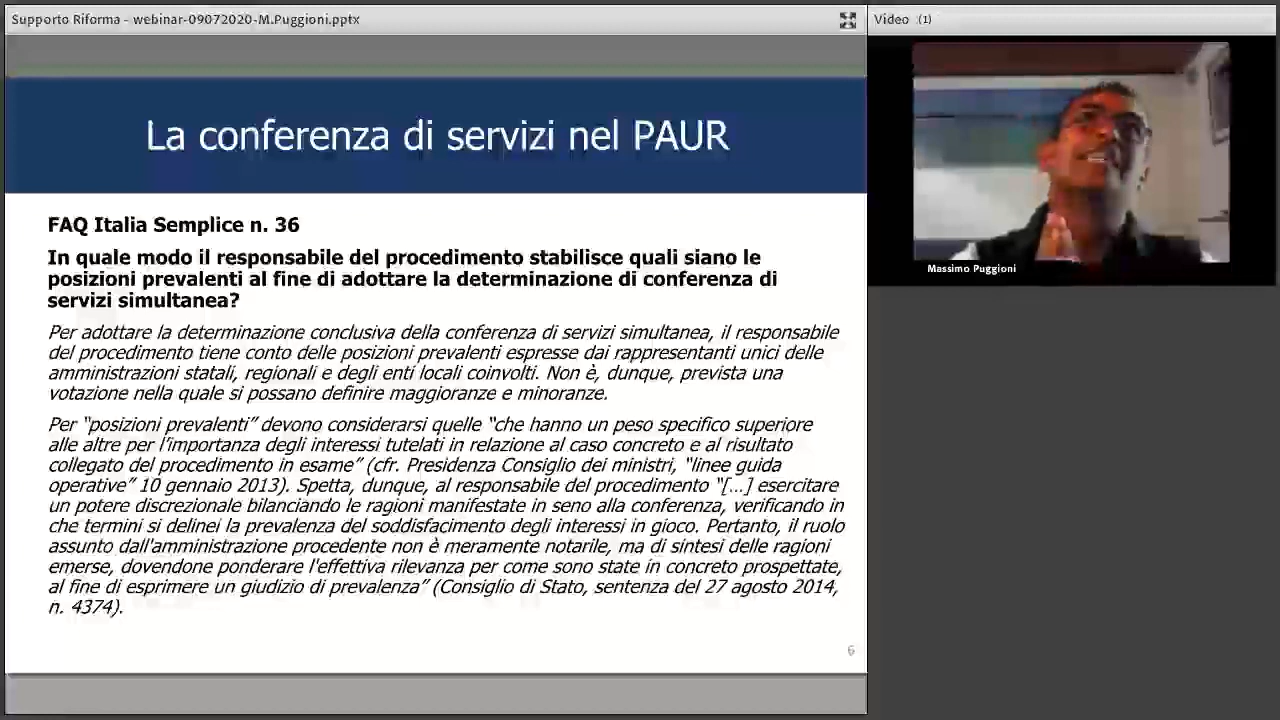 Supporto Riforma - webinar-09072020-M.Puggioni.pptx
Video (1)
La conferenza di servizi nel PAUR
Massimo Puggioni
FAQ Italia Semplice n. 36
In quale modo il responsabile del procedimento stabilisce quali siano le
posizioni prevalenti al fine di adottare la determinazione di conferenza di
servizi simultanea?
Per adottare la determinazione conclusiva della conferenza di servizi simultanea, il responsabile
del procedimento tiene conto delle posizioni prevalenti espresse dai rappresentanti unici delle
amministrazioni statali, regionali e degli enti locali coinvolti. Non è, dunque, prevista una
votazione nella quale si possano definire maggioranze e minoranze.
Per “posizioni prevalenti” devono considerarsi quelle “che hanno un peso specifico superiore
alle altre per l’importanza degli interessi tutelati in relazione al caso concreto e al risultato
collegato del procedimento in esame” (cfr. Presidenza Consiglio dei ministri, “linee guida
operative” 10 gennaio 2013). Spetta, dunque, al responsabile del procedimento “[…] esercitare
un potere discrezionale bilanciando le ragioni manifestate in seno alla conferenza, verificando in
che termini si delinei la prevalenza del soddisfacimento degli interessi in gioco. Pertanto, il ruolo
assunto dall'amministrazione procedente non è meramente notarile, ma di sintesi delle ragioni
emerse, dovendone ponderare l'effettiva rilevanza per come sono state in concreto prospettate,
al fine di esprimere un giudizio di prevalenza” (Consiglio di Stato, sentenza del 27 agosto 2014,
n. 4374).
6